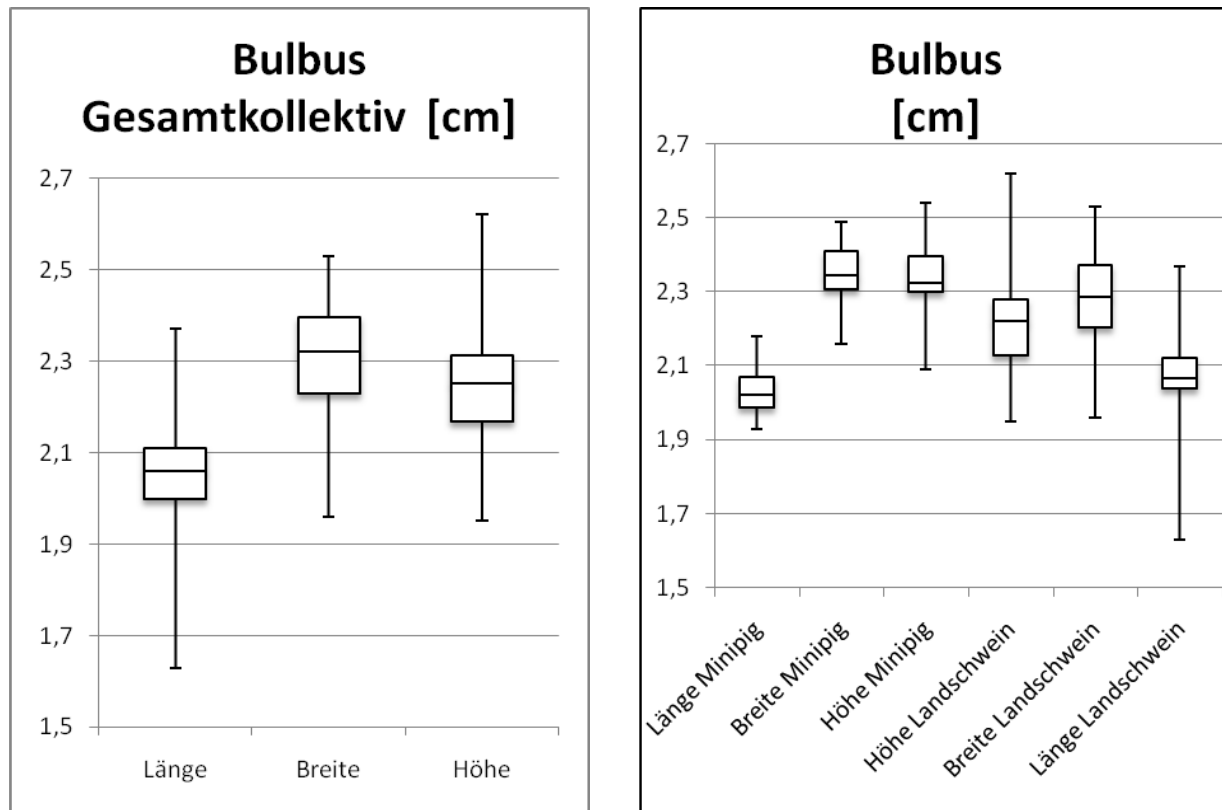 Bulbus
Gesamtkollektiv [cm]
2,7
2,5
2,3
2,1
1,9
1,7
1,5
Länge Breite Höhe
Bulbus
[cm]
2,7
2,5
2,3
2,1
1,9
1,7
1,5
Länge Minipig
Breite Minipig
Höhe Minipig
Höhe Landschwein
Breite Landschwein
Länge Landschwein